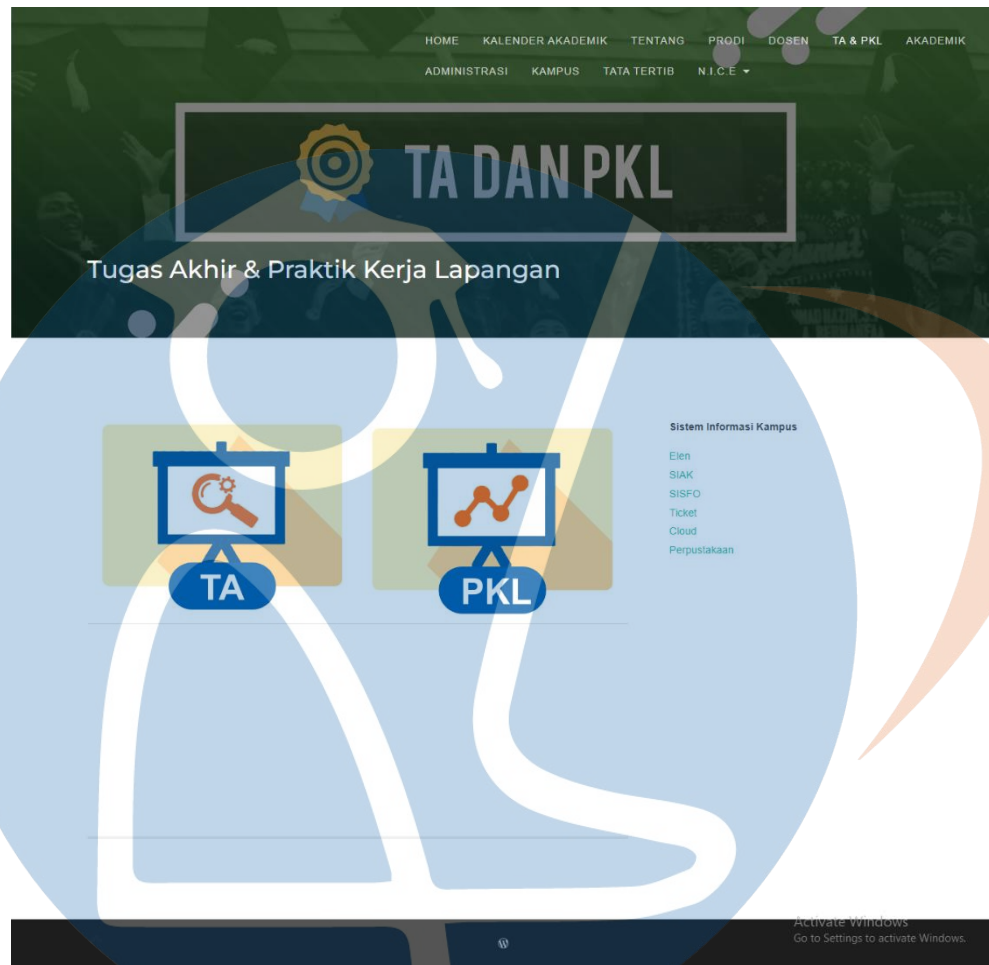 HOME KALENDER AKADEMIK TENTANG PRODI DOSEN TA & PKL AKADEMIK
ADMINISTRASI KAMPUS TATA TERTIB N.I.C.E
TA DAN PKL
Tugas Akhir & Praktik Kerja Lapangan
Sistem Informasi Kampus
Elen
SIAK
SISFO
Ticket
Cloud
Perpustakaan
TA
PKL
Activate Windows
Go to Settings to activate Windows.